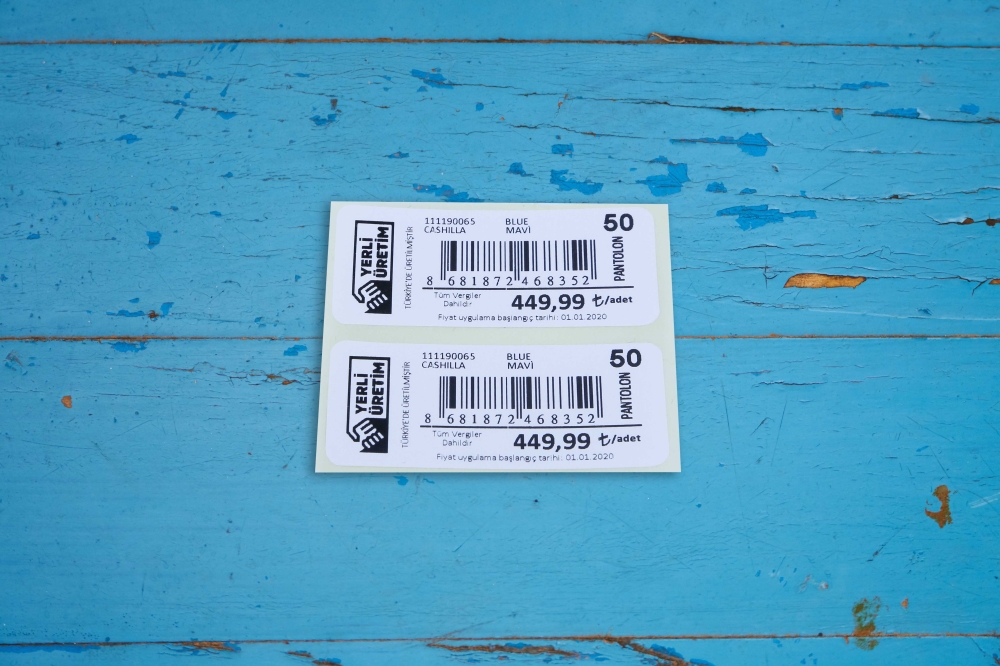 111190065 BLUE 50
CASHILLA MAVİ
YERLİ
ÜRETİM
TÜRKİYE'DE ÜRETİLMİŞTİR
PANTOLON
8 681872 468352
Tüm Vergiler
Dahildir
449,99 ₺/adet
Fiyat uygulama başlangıç tarihi: 01.01.2020
111190065 BLUE 50
CASHILLA MAVİ
YERLİ
ÜRETİM
TÜRKİYE'DE ÜRETİLMİŞTİR
PANTOLON
8 681872 468352
Tüm Vergiler
Dahildir
449,99 ₺/adet
Fiyat uygulama başlangıç tarihi: 01.01.2020